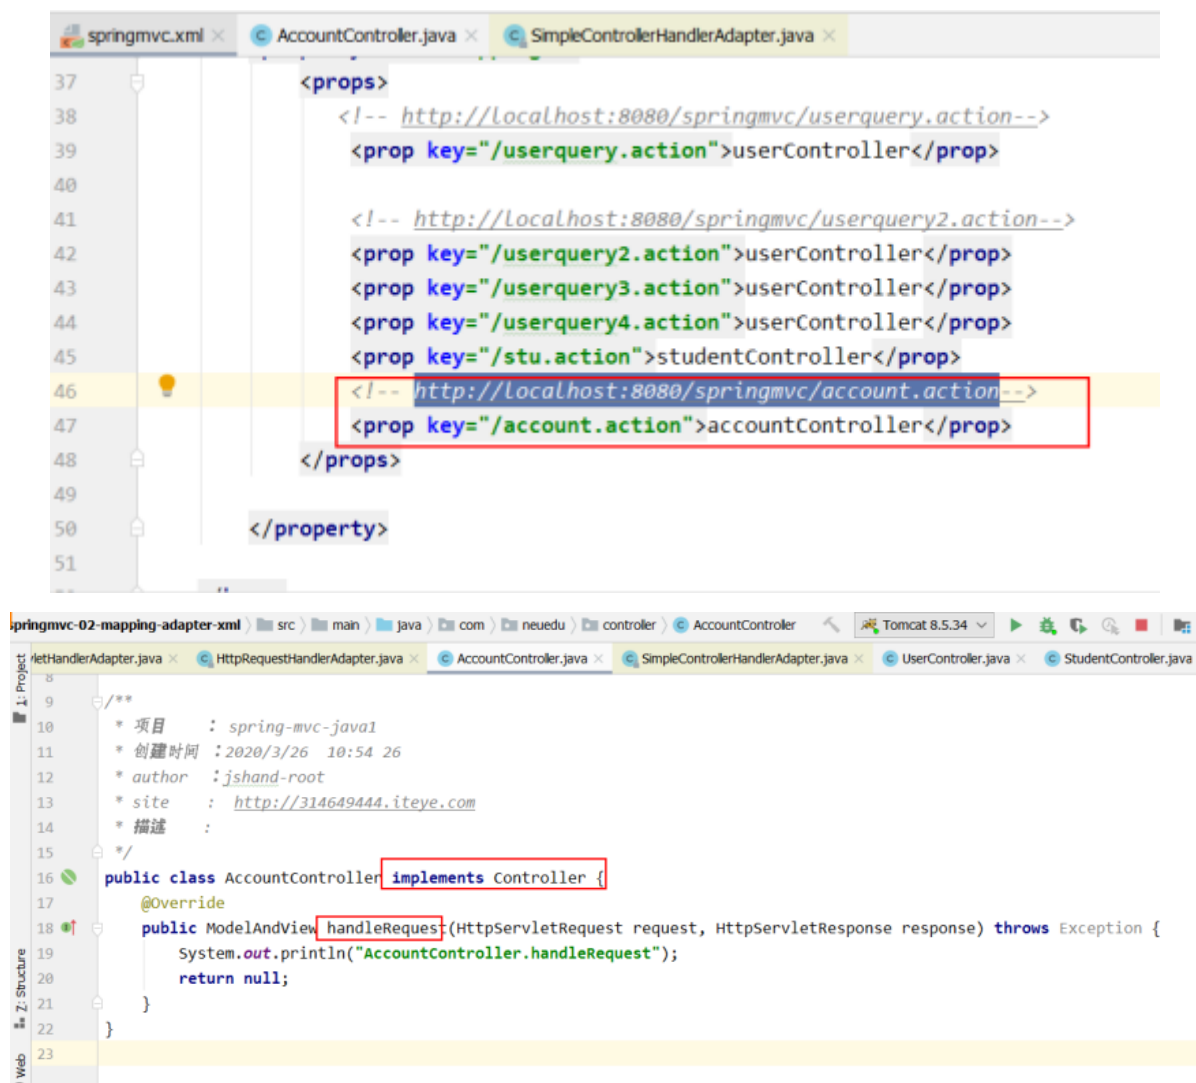 springmvc.xml × AccountController.java × SimpleControllerHandlerAdapter.java ×
37 <props>
38 <!-- http://localhost:8080/springmvc/userquery.action-->
39 <prop key="/userquery.action">userController</prop>
40
41 <!-- http://localhost:8080/springmvc/userquery2.action-->
42 <prop key="/userquery2.action">userController</prop>
43 <prop key="/userquery3.action">userController</prop>
44 <prop key="/userquery4.action">userController</prop>
45 <prop key="/stu.action">studentController</prop>
46 <!-- http://localhost:8080/springmvc/account.action-->
47 <prop key="/account.action">accountController</prop>
48 </props>
49
50 </property>
51
springmvc-02-mapping-adapter-xml 〉 src 〉 main 〉 java 〉 com 〉 neuedu 〉 controller 〉 AccountController Tomcat 8.5.34
letHandlerAdapter.java × HttpRequestHandlerAdapter.java × AccountController.java × SimpleControllerHandlerAdapter.java × UserController.java × StudentController.java
1: Project
8
9 /**
10 * 项目 : spring-mvc-java1
11 * 创建时间 :2020/3/26 10:54 26
12 * author :jshand-root
13 * site : http://314649444.iteye.com
14 * 描述 :
15 */
16 public class AccountController implements Controller {
17 @Override
18 public ModelAndView handleRequest(HttpServletRequest request, HttpServletResponse response) throws Exception {
19 System.out.println("AccountController.handleRequest");
20 return null;
21 }
22 }
23
Z: Structure
Web